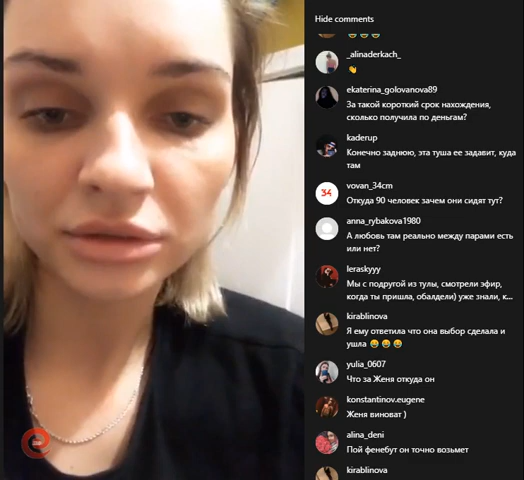 Hide comments
_alinaderkach_
👏
ekaterina_golovanova89
За такой короткий срок нахождения,
сколько получила по деньгам?
kaderup
Конечно заднюю, эта туша ее задавит, куда
там
34
vovan_34cm
Откуда 90 человек зачем они сидят тут?
anna_rybakova1980
А любовь там реально между парами есть
или нет?
leraskyyy
Мы с подругой из тулы, смотрели эфир,
когда ты пришла, обалдели) уже знали, к...
kirablinova
Я ему ответила что она выбор сделала и
ушла 😂 😂 😂
yulia_0607
Что за Женя откуда он
konstantinov.eugene
Женя виноват )
alina_deni
Пой фенебут он точно возьмет
kirablinova